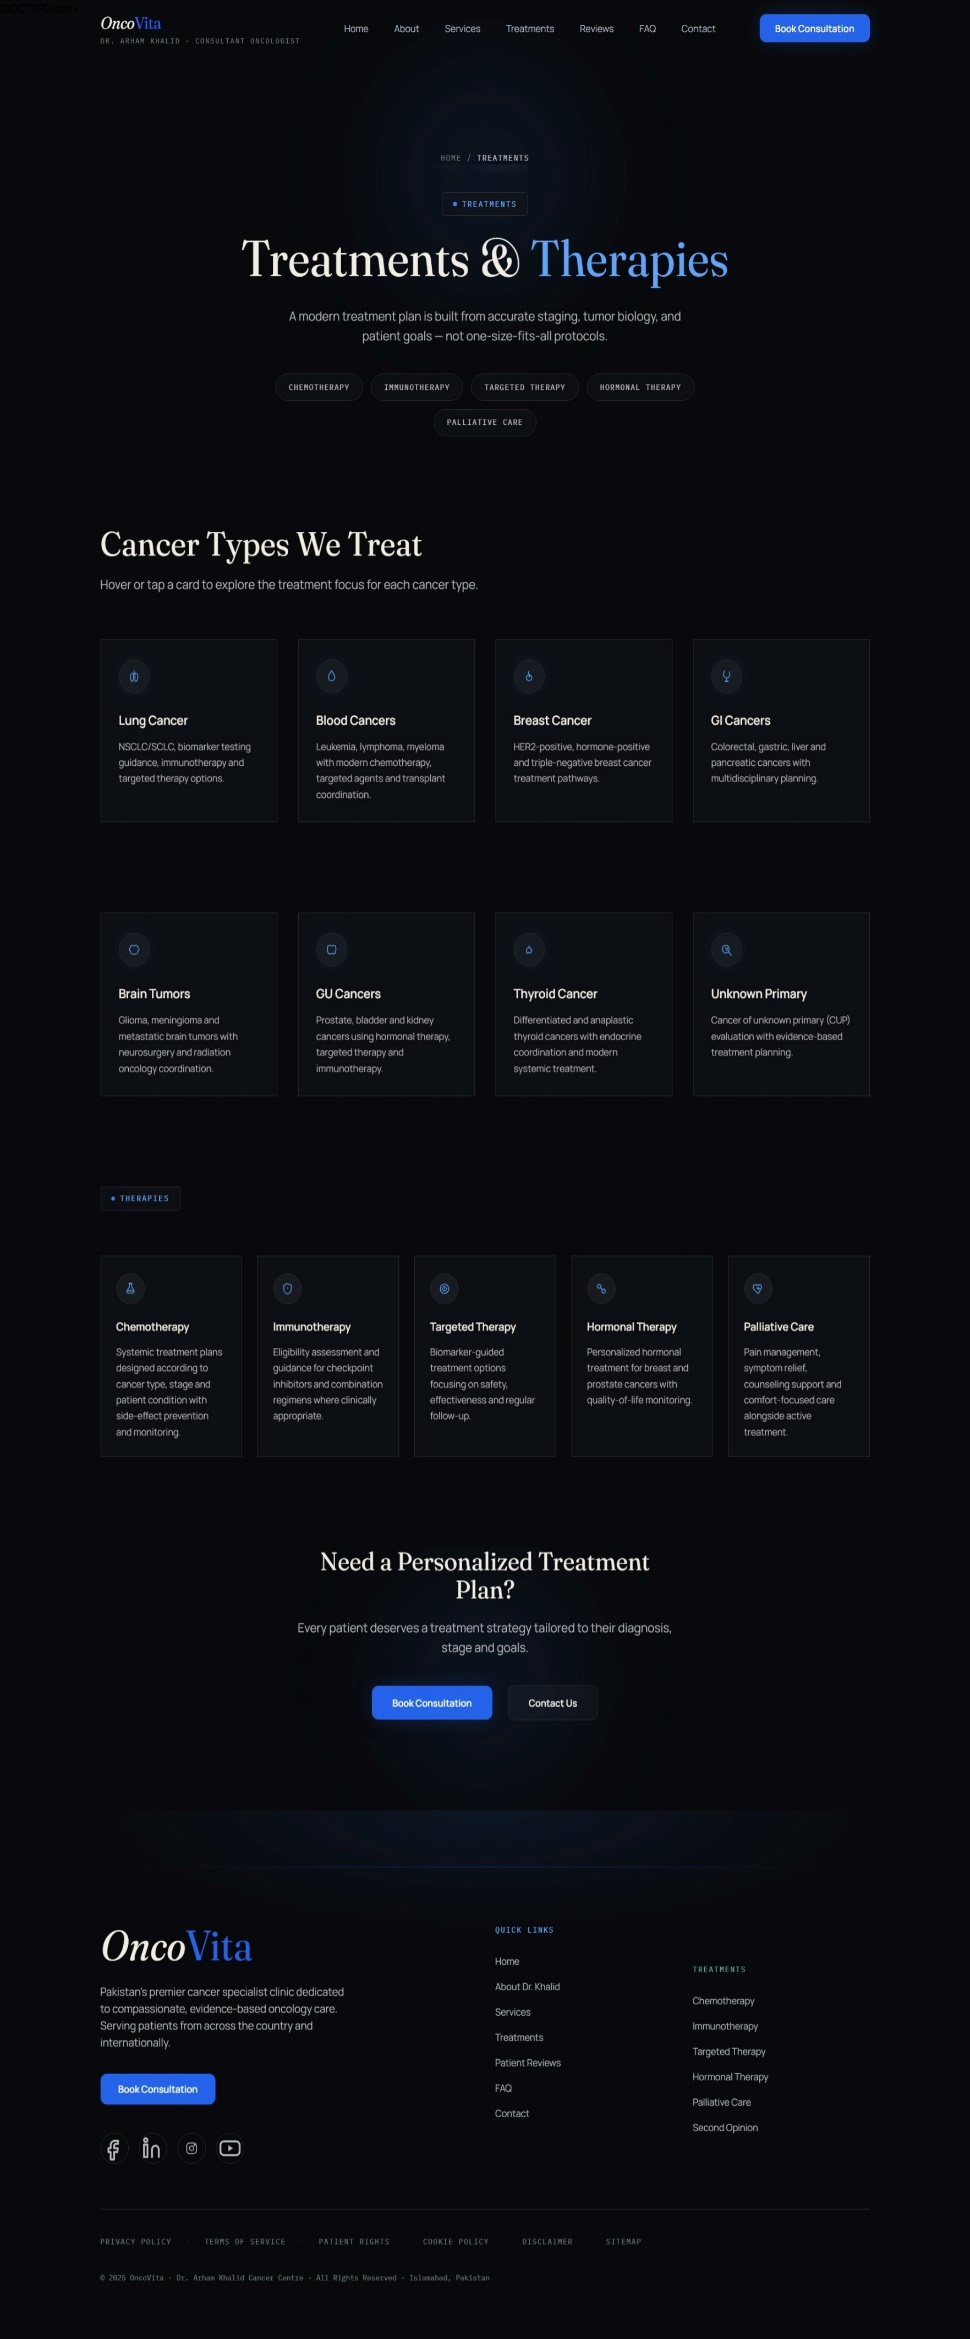 OncoVita
DR. ARHAM KHALID · CONSULTANT ONCOLOGIST
Home
About
Services
Treatments
Reviews
FAQ
Contact
Book Consultation
HOME / TREATMENTS
TREATMENTS
Treatments & Therapies
A modern treatment plan is built from accurate staging, tumor biology, and
patient goals — not one-size-fits-all protocols.
CHEMOTHERAPY
IMMUNOTHERAPY
TARGETED THERAPY
HORMONAL THERAPY
PALLIATIVE CARE
Cancer Types We Treat
Hover or tap a card to explore the treatment focus for each cancer type.
Lung Cancer
NSCLC/SCLC, biomarker testing
guidance, immunotherapy and
targeted therapy options.
Blood Cancers
Leukemia, lymphoma, myeloma
with modern chemotherapy,
targeted agents and transplant
coordination.
Breast Cancer
HER2-positive, hormone-positive
and triple-negative breast cancer
treatment pathways.
GI Cancers
Colorectal, gastric, liver and
pancreatic cancers with
multidisciplinary planning.
Brain Tumors
Glioma, meningioma and
metastatic brain tumors with
neurosurgery and radiation
oncology coordination.
GU Cancers
Prostate, bladder and kidney
cancers using hormonal therapy,
targeted therapy and
immunotherapy.
Thyroid Cancer
Differentiated and anaplastic
thyroid cancers with endocrine
coordination and modern
systemic treatment.
Unknown Primary
Cancer of unknown primary (CUP)
evaluation with evidence-based
treatment planning.
THERAPIES
Chemotherapy
Systemic treatment plans
designed according to
cancer type, stage and
patient condition with
side-effect prevention
and monitoring.
Immunotherapy
Eligibility assessment and
guidance for checkpoint
inhibitors and combination
regimens where clinically
appropriate.
Targeted Therapy
Biomarker-guided
treatment options
focusing on safety,
effectiveness and regular
follow-up.
Hormonal Therapy
Personalized hormonal
treatment for breast and
prostate cancers with
quality-of-life monitoring.
Palliative Care
Pain management,
symptom relief,
counseling support and
comfort-focused care
alongside active
treatment.
Need a Personalized Treatment
Plan?
Every patient deserves a treatment strategy tailored to their diagnosis,
stage and goals.
Book Consultation
Contact Us
OncoVita
Pakistan's premier cancer specialist clinic dedicated
to compassionate, evidence-based oncology care.
Serving patients from across the country and
internationally.
Book Consultation
QUICK LINKS
Home
About Dr. Khalid
Services
Treatments
Patient Reviews
FAQ
Contact
TREATMENTS
Chemotherapy
Immunotherapy
Targeted Therapy
Hormonal Therapy
Palliative Care
Second Opinion
PRIVACY POLICY · TERMS OF SERVICE · PATIENT RIGHTS · COOKIE POLICY · DISCLAIMER · SITEMAP
© 2025 OncoVita · Dr. Arham Khalid Cancer Centre · All Rights Reserved · Islamabad, Pakistan